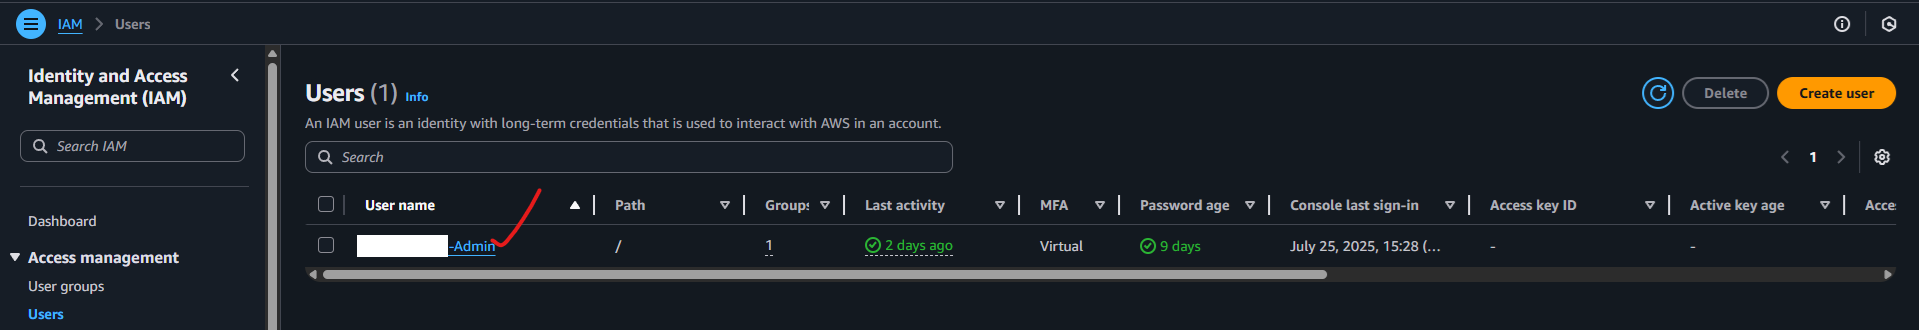 IAM > Users
Identity and Access
Management (IAM)
Search IAM
Dashboard
Access management
User groups
Users
Users (1) Info
Delete
Create user
An IAM user is an identity with long-term credentials that is used to interact with AWS in an account.
Search
1
User name Path Groups Last activity MFA Password age Console last sign-in Access key ID Active key age Acce
-Admin / 1 2 days ago Virtual 9 days July 25, 2025, 15:28 (... - -